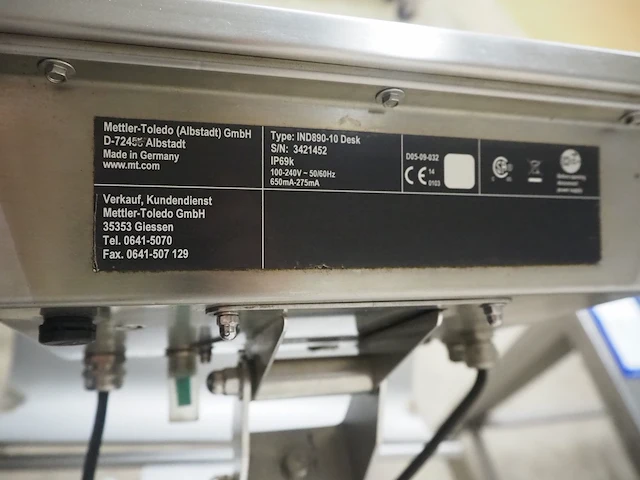 Mettler-Toledo (Albstadt) GmbH
Albstadt
Made in Germany
www.mt.com
Type: IND890-10 Desk
S/N: 3421452
IP69k
100-240V ~ 50/60Hz
650mA-275mA
D05-09-032
CE 14
0103
Verkauf, Kundendienst
Mettler-Toledo GmbH
35353 Giessen
Tel. 0641-5070
Fax. 0641-507 129